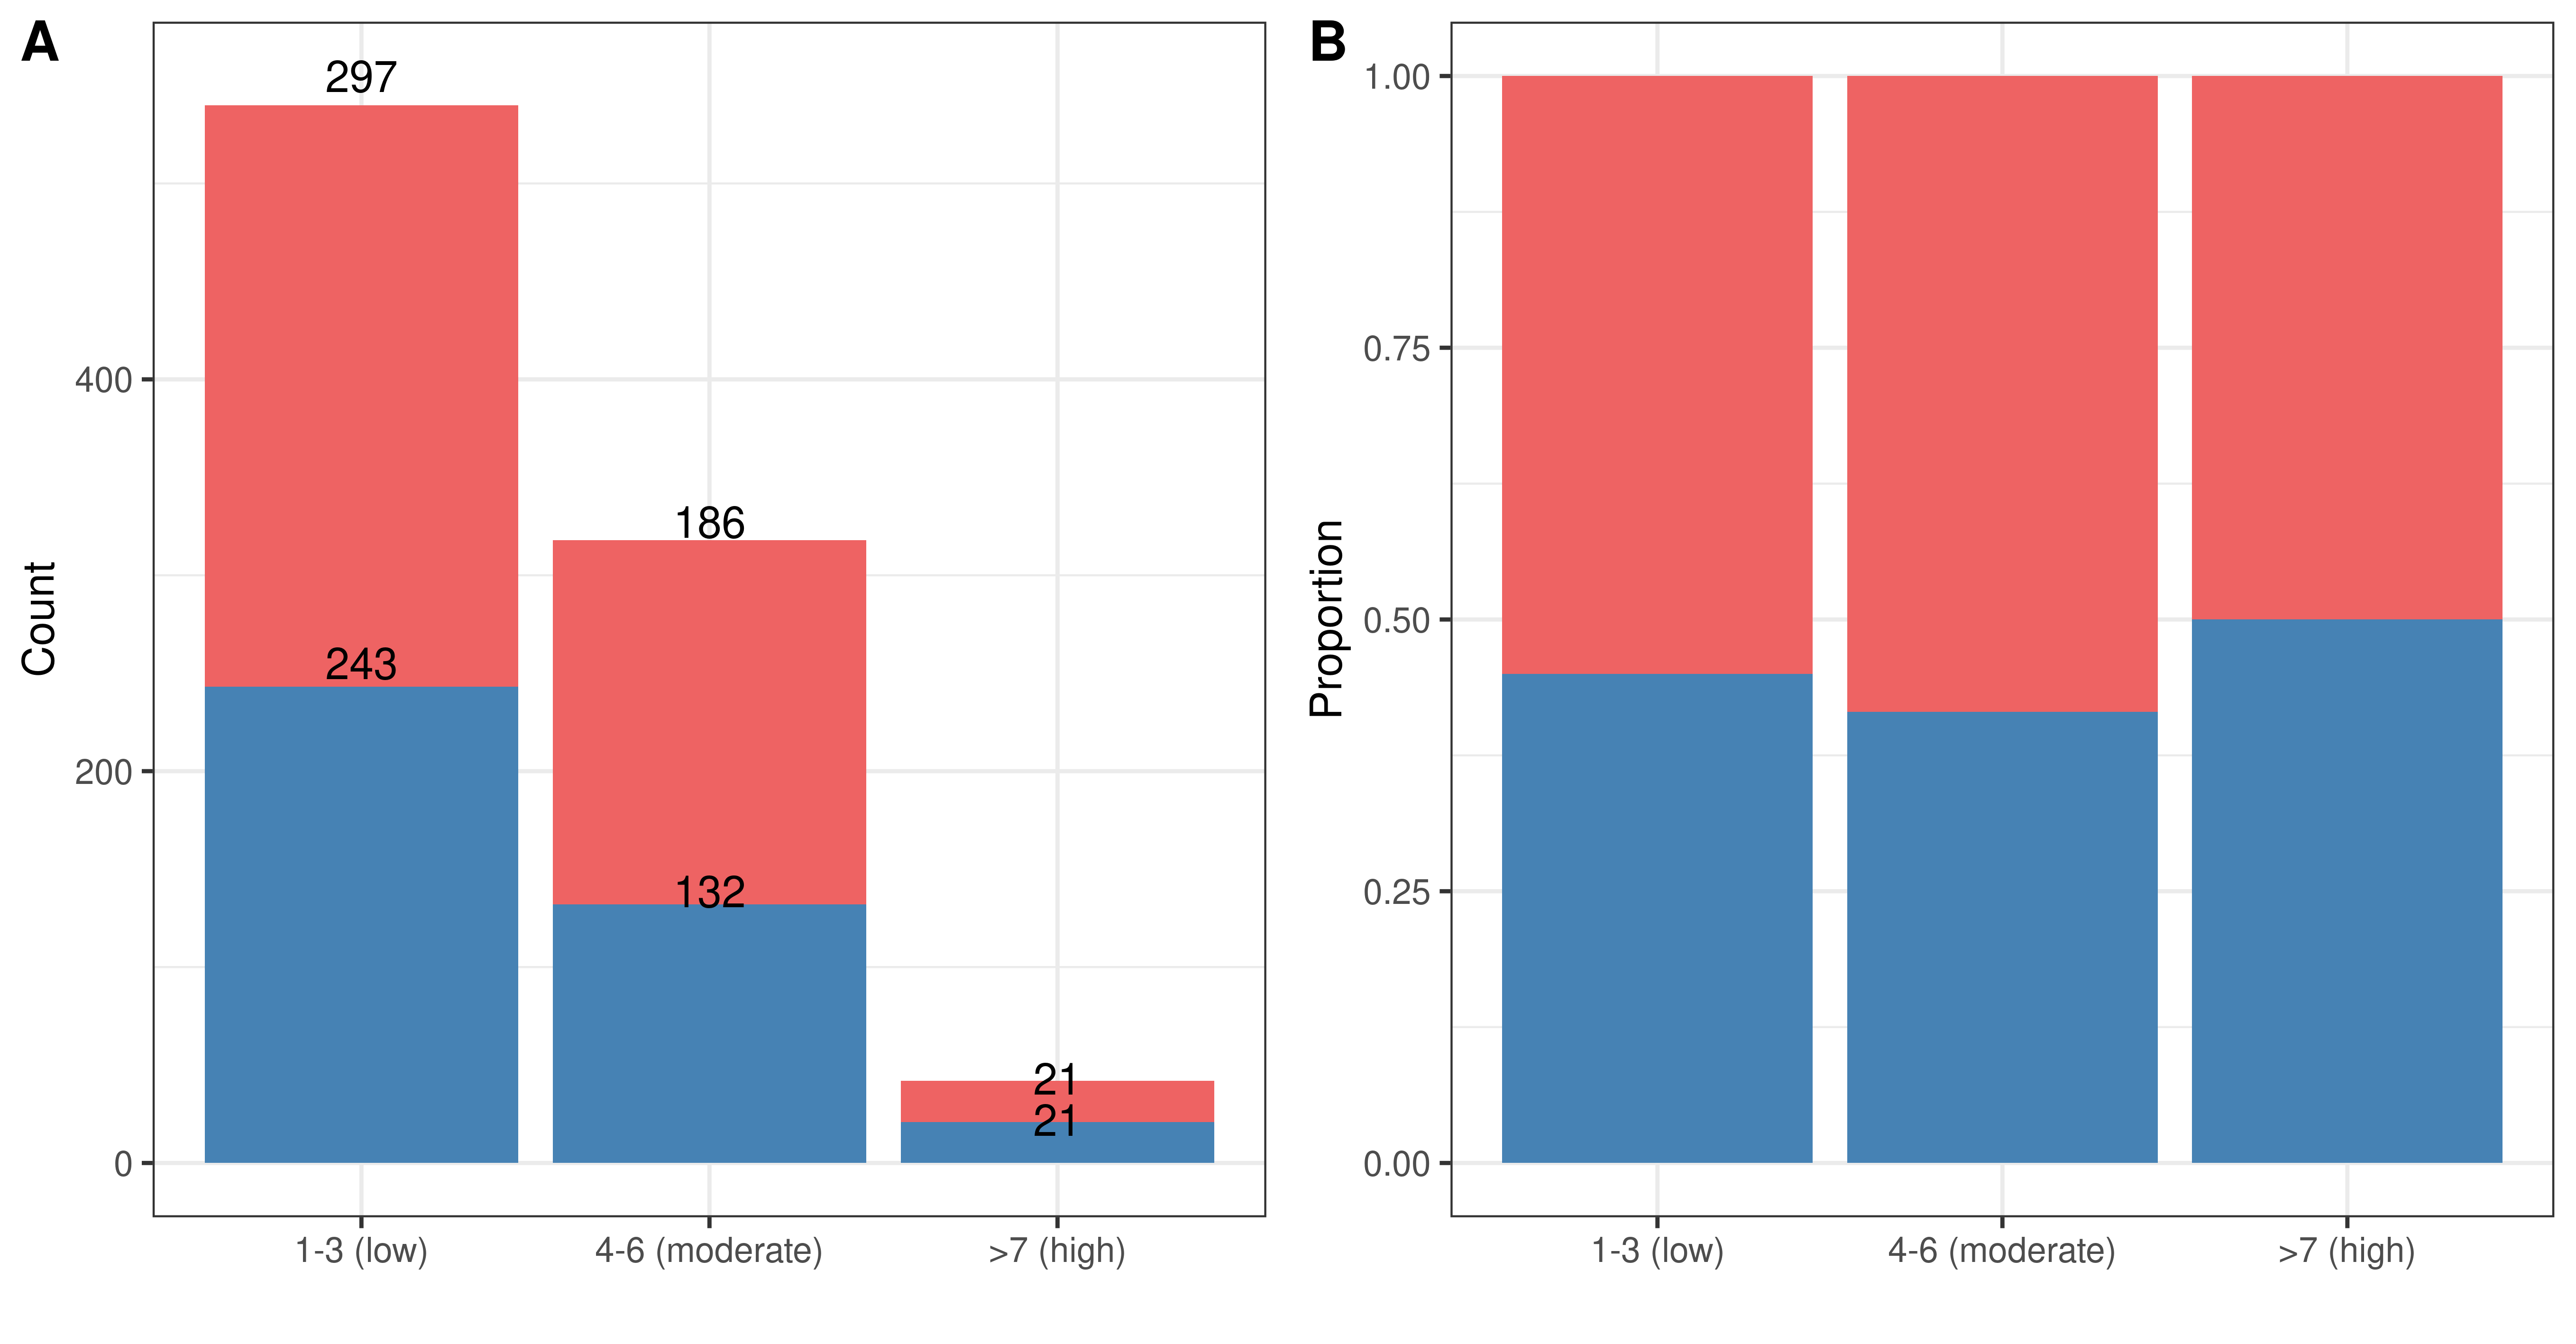 A
Count
400
200
0
297
243
186
132
21
21
1-3 (low)
4-6 (moderate)
>7 (high)
B
Proportion
1.00
0.75
0.50
0.25
0.00
1-3 (low)
4-6 (moderate)
>7 (high)